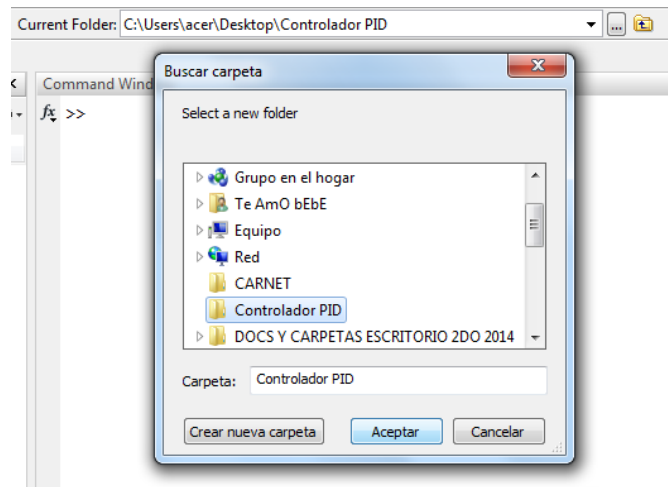 Current Folder: C:\Users\acer\Desktop\Controlador PID
...
Command Wind
fx >>
Buscar carpeta
Select a new folder
Grupo en el hogar
Te AmO bEbE
Equipo
Red
CARNET
Controlador PID
DOCS Y CARPETAS ESCRITORIO 2DO 2014
Carpeta: Controlador PID
Crear nueva carpeta Aceptar Cancelar